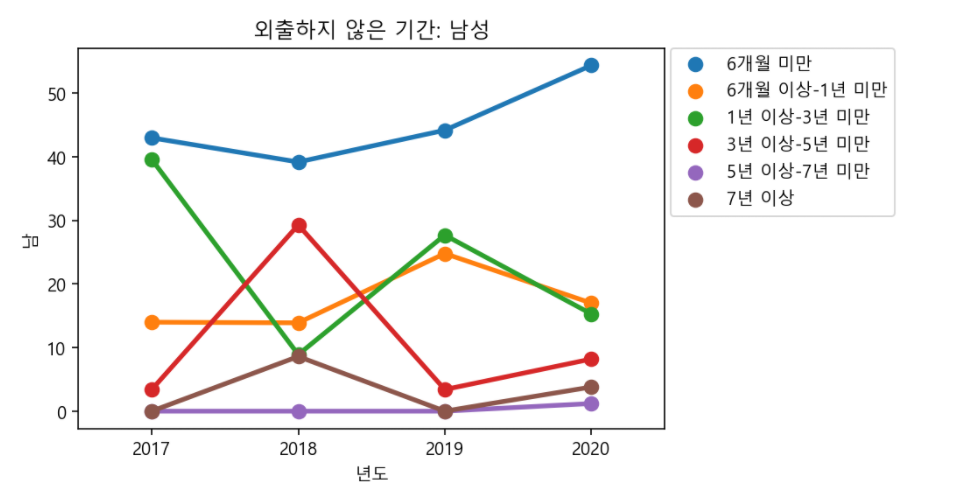 외출하지 않은 기간: 남성
6개월 미만
6개월 이상-1년 미만
1년 이상-3년 미만
3년 이상-5년 미만
5년 이상-7년 미만
7년 이상
50
40
30
20
10
0
남
2017 2018 2019 2020
년도